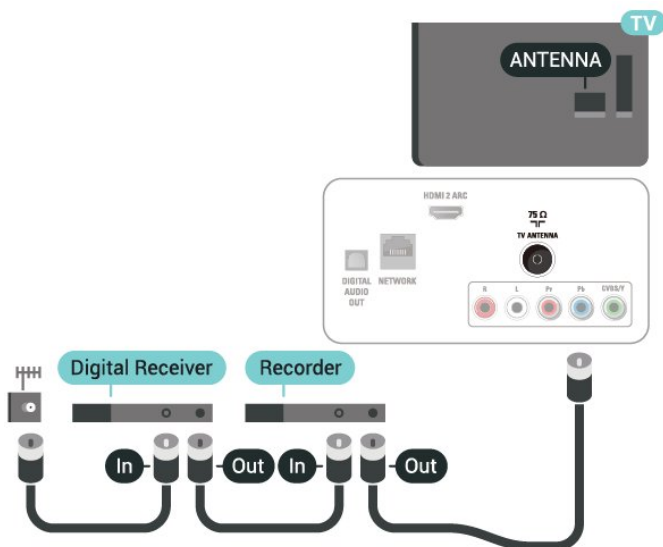 TV
ANTENNA
HDMI 2 ARC
75 Ω
TV ANTENNA
DIGITAL
AUDIO
OUT
NETWORK
R L Pr Pb CVBS/Y
Digital Receiver
Recorder
In
Out
In
Out